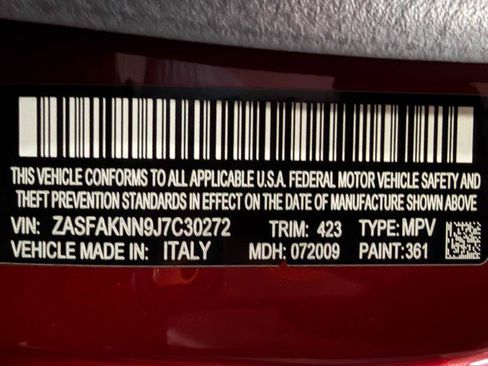 THIS VEHICLE CONFORMS TO ALL APPLICABLE U.S.A. FEDERAL MOTOR VEHICLE SAFETY AND
THEFT PREVENTION STANDARDS IN EFFECT ON THE DATE OF MANUFACTURE SHOWN ABOVE
VIN: ZASFAKNN9J7C30272 TRIM: 423 TYPE: MPV
VEHICLE MADE IN: ITALY MDH: 072009 PAINT:361